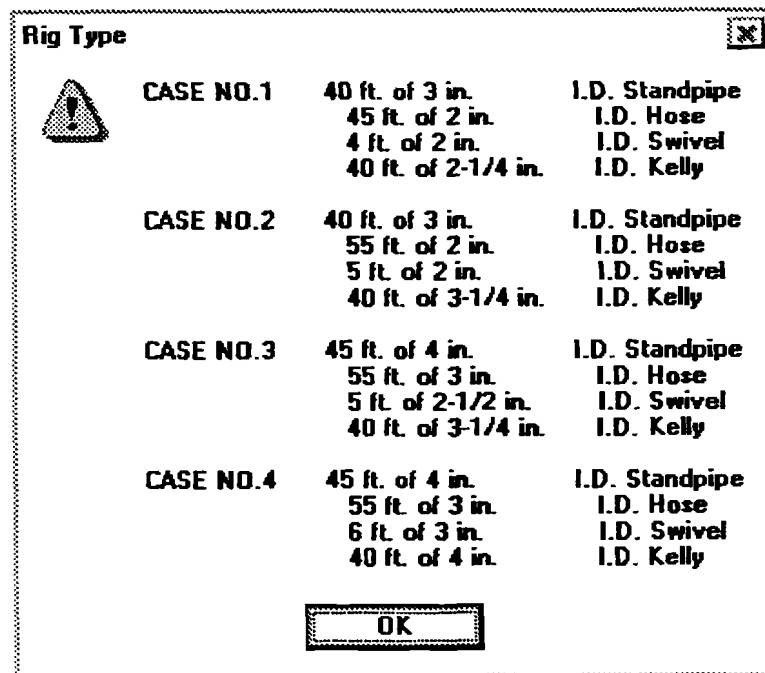 Rig Type
CASE NO.1 40 ft. of 3 in. I.D. Standpipe
45 ft. of 2 in. I.D. Hose
4 ft. of 2 in. I.D. Swivel
40 ft. of 2-1/4 in. I.D. Kelly
CASE NO.2 40 ft. of 3 in. I.D. Standpipe
55 ft. of 2 in. I.D. Hose
5 ft. of 2 in. I.D. Swivel
40 ft. of 3-1/4 in. I.D. Kelly
CASE NO.3 45 ft. of 4 in. I.D. Standpipe
55 ft. of 3 in. I.D. Hose
5 ft. of 2-1/2 in. I.D. Swivel
40 ft. of 3-1/4 in. I.D. Kelly
CASE NO.4 45 ft. of 4 in. I.D. Standpipe
55 ft. of 3 in. I.D. Hose
6 ft. of 3 in. I.D. Swivel
40 ft. of 4 in. I.D. Kelly
OK